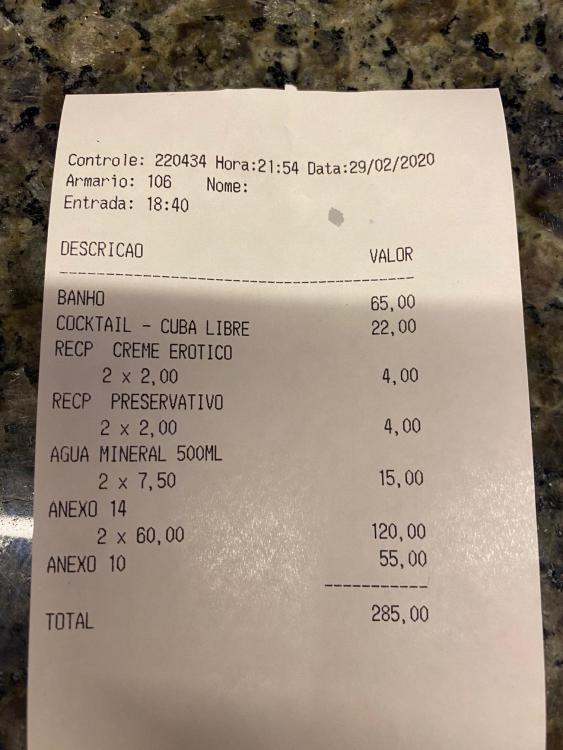 Controle: 220434 Hora:21:54 Data:29/02/2020
Armario: 106 Nome:
Entrada: 18:40
DESCRICAO VALOR
------------------------------------------------
BANHO 65,00
COCKTAIL - CUBA LIBRE 22,00
RECP CREME EROTICO
2 x 2,00 4,00
RECP PRESERVATIVO
2 x 2,00 4,00
AGUA MINERAL 500ML
2 x 7,50 15,00
ANEXO 14
2 x 60,00 120,00
ANEXO 10 55,00
-----------
TOTAL 285,00